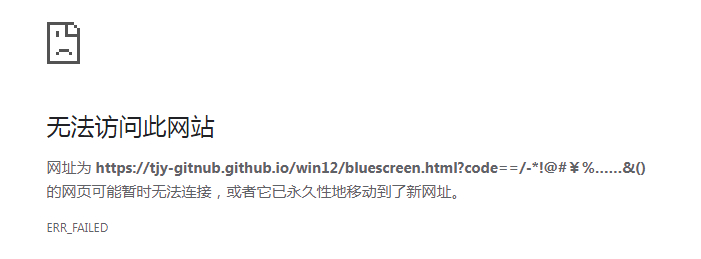 无法访问此网站
网址为 https://tjy-gitnub.github.io/win12/bluescreen.html?code==/-*!@#￥%……&()
的网页可能暂时无法连接，或者它已永久性地移动到了新网址。
ERR_FAILED